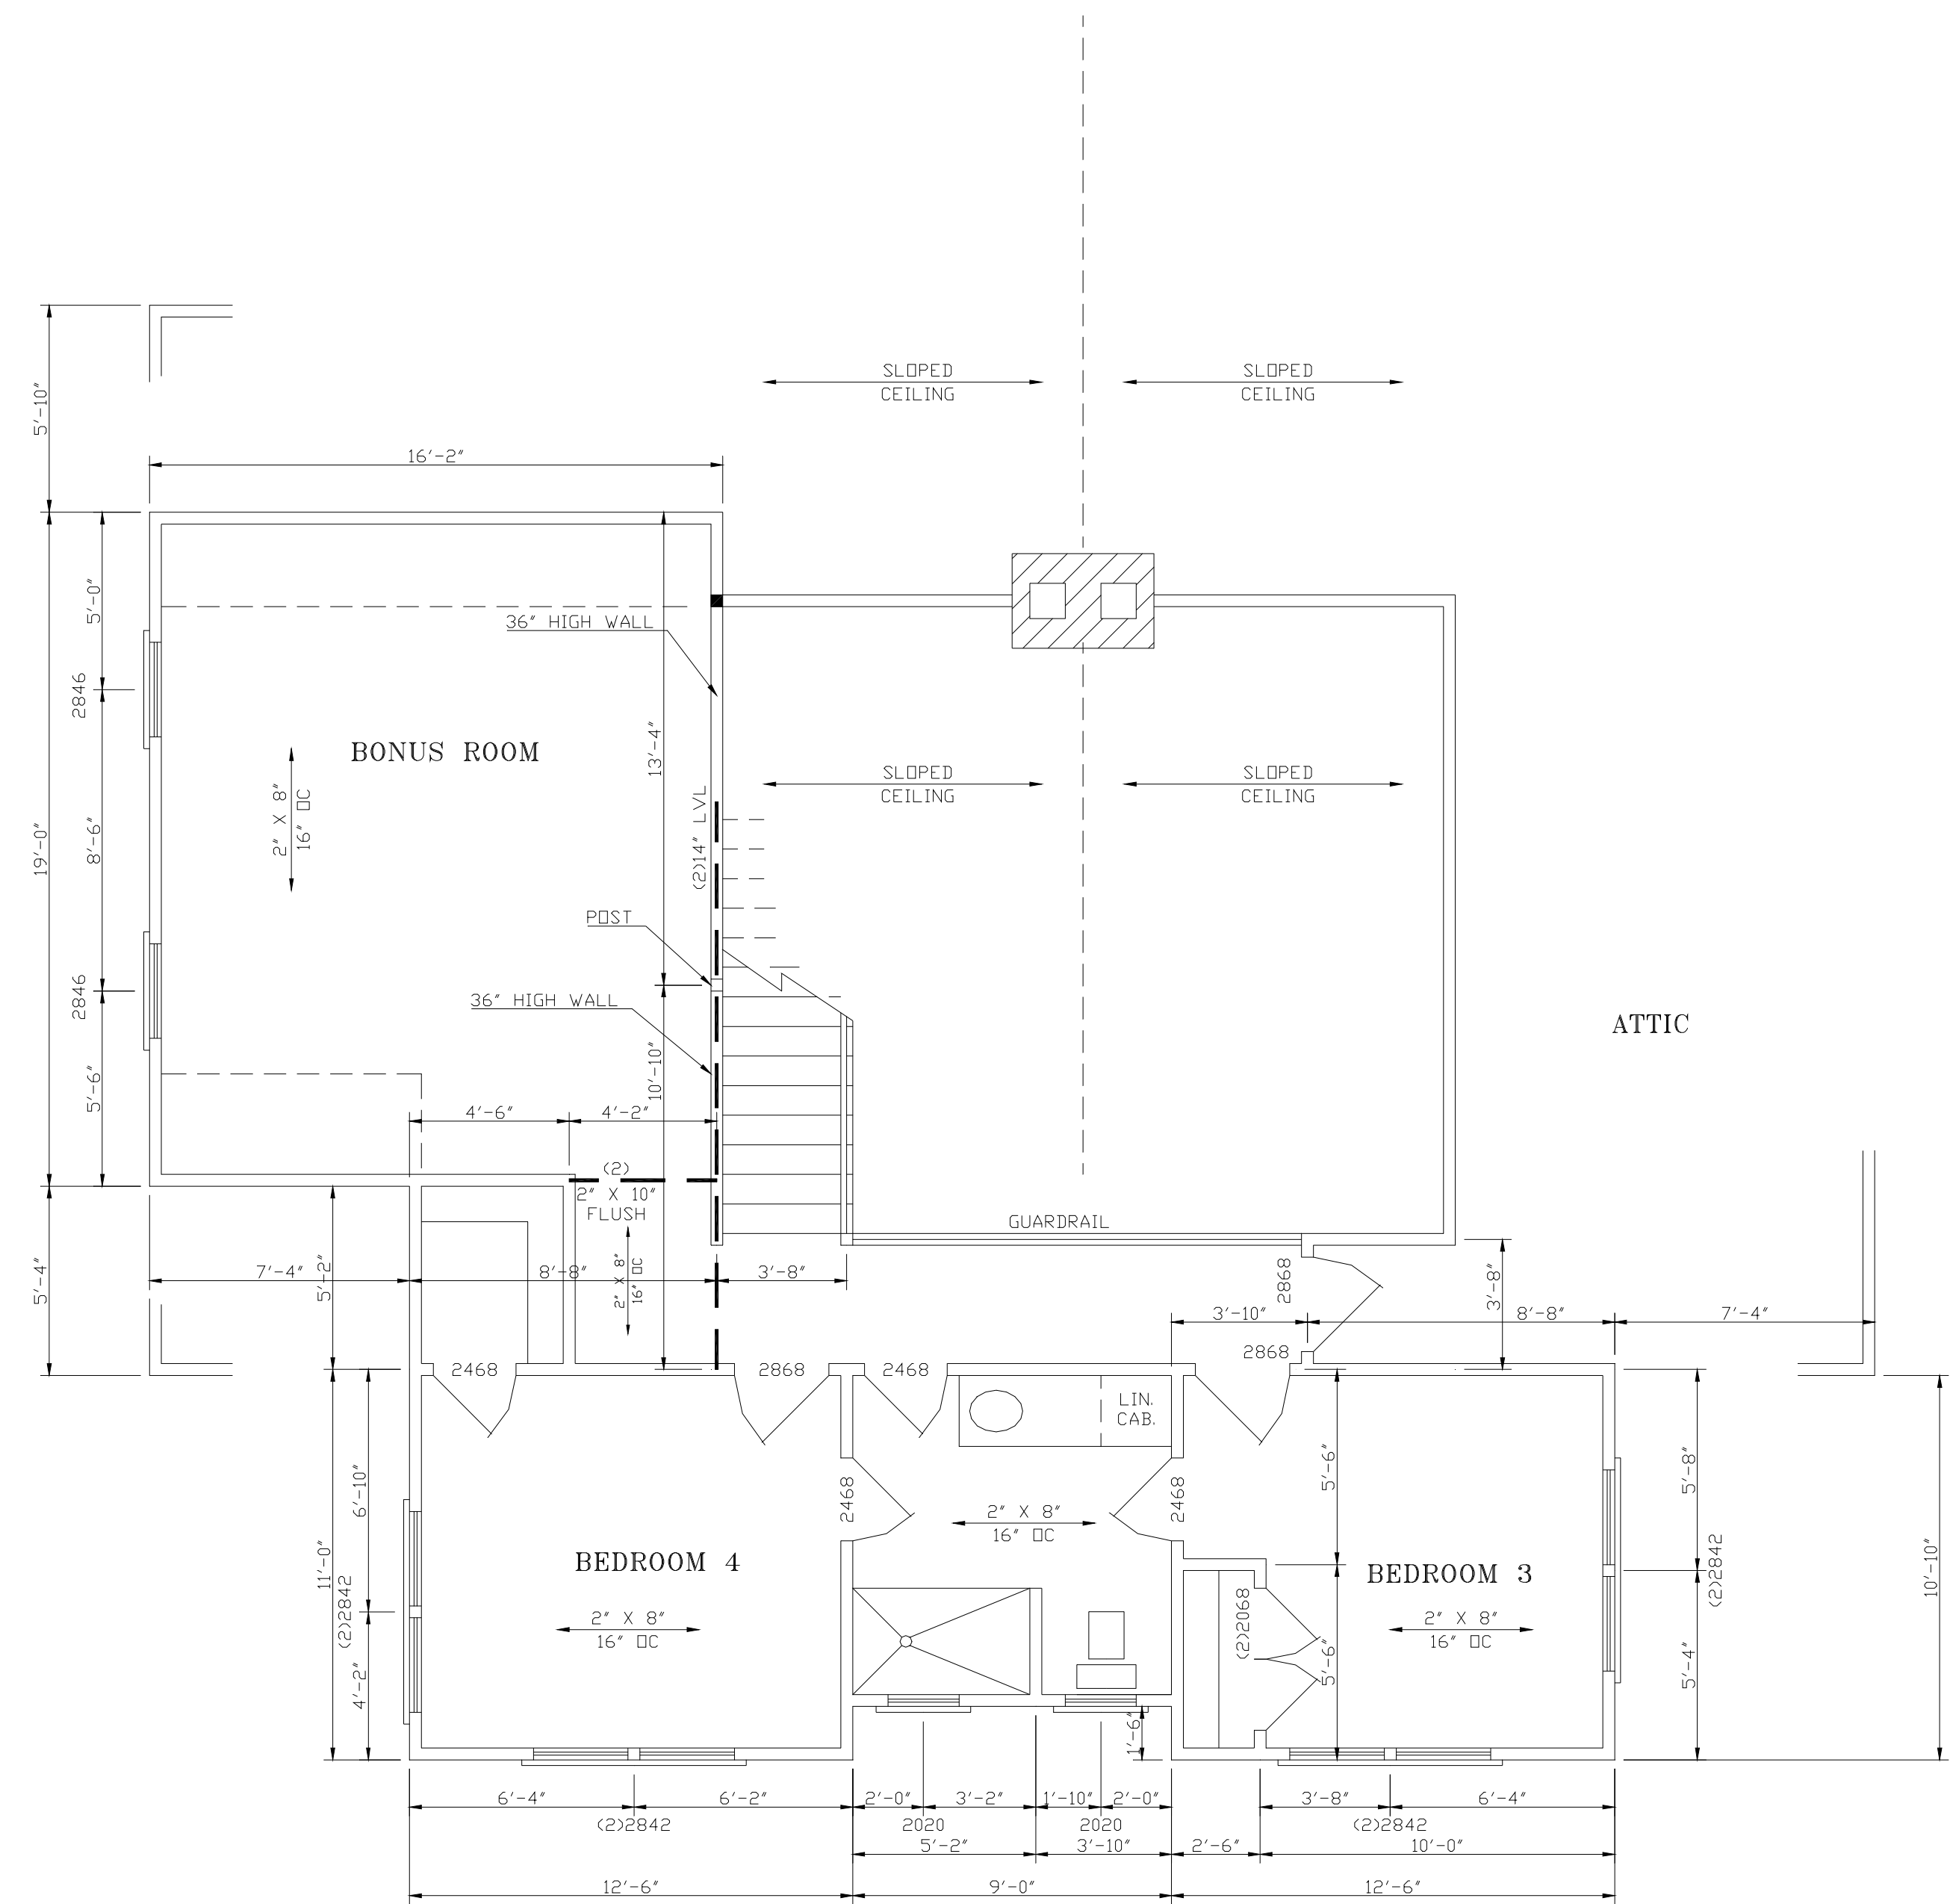 SLOPED
CEILING
SLOPED
CEILING
5'-10"
16'-2"
5'-0"
36" HIGH WALL
2846
BONUS ROOM
13'-4"
SLOPED
CEILING
SLOPED
CEILING
2" X 8"
16" OC
(2)14" LVL
19'-0"
8'-6"
POST
2846
36" HIGH WALL
ATTIC
10'-10"
5'-6"
4'-6"
4'-2"
(2)
2" X 10"
FLUSH
GUARDRAIL
2" X 8"
16" OC
5'-4"
7'-4"
5'-2"
8'-8"
3'-8"
2868
3'-8"
3'-10"
8'-8"
7'-4"
2868
2468
2868
2468
LIN.
CAB.
6'-10"
2468
2468
5'-6"
5'-8"
2" X 8"
16" OC
11'-0"
BEDROOM 4
BEDROOM 3
(2)2842
10'-10"
(2)2842
2" X 8"
16" OC
(2)2068
2" X 8"
16" OC
4'-2"
5'-6"
5'-4"
1'-6"
6'-4"
6'-2"
2'-0"
3'-2"
1'-10"
2'-0"
3'-8"
6'-4"
(2)2842
2020
2020
(2)2842
5'-2"
3'-10"
2'-6"
10'-0"
12'-6"
9'-0"
12'-6"